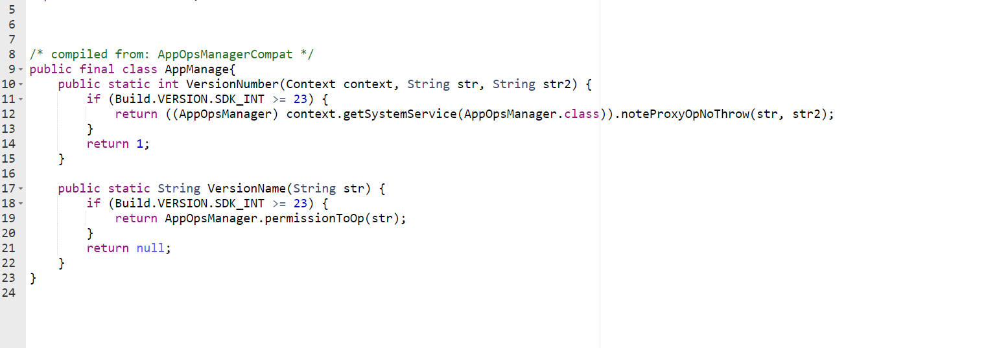 5
6
7
8 /* compiled from: AppOpsManagerCompat */
9 public final class AppManage{
10 public static int VersionNumber(Context context, String str, String str2) {
11 if (Build.VERSION.SDK_INT >= 23) {
12 return ((AppOpsManager) context.getSystemService(AppOpsManager.class)).noteProxyOpNoThrow(str, str2);
13 }
14 return 1;
15 }
16
17 public static String VersionName(String str) {
18 if (Build.VERSION.SDK_INT >= 23) {
19 return AppOpsManager.permissionToOp(str);
20 }
21 return null;
22 }
23 }
24